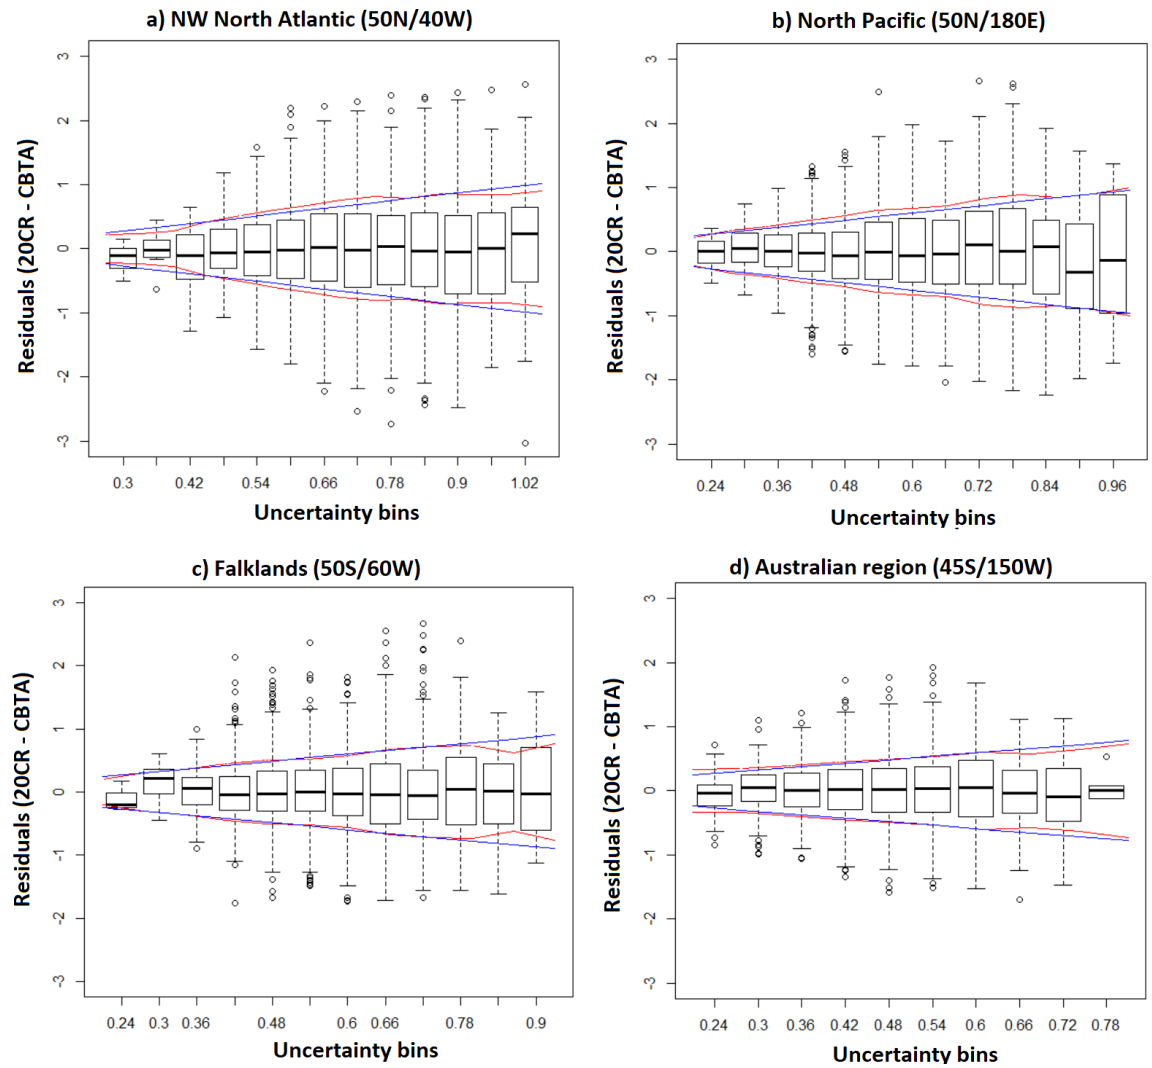 a) NW North Atlantic (50N/40W)
Residuals (20CR - CBTA)
3
2
1
0
-1
-2
-3
0.3 0.42 0.54 0.66 0.78 0.9 1.02
Uncertainty bins
b) North Pacific (50N/180E)
Residuals (20CR - CBTA)
3
2
1
0
-1
-2
-3
0.24 0.36 0.48 0.6 0.72 0.84 0.96
Uncertainty bins
c) Falklands (50S/60W)
Residuals (20CR - CBTA)
3
2
1
0
-1
-2
-3
0.24 0.3 0.36 0.48 0.6 0.66 0.78 0.9
Uncertainty bins
d) Australian region (45S/150W)
Residuals (20CR - CBTA)
3
2
1
0
-1
-2
-3
0.24 0.3 0.36 0.42 0.48 0.54 0.6 0.66 0.72 0.78
Uncertainty bins